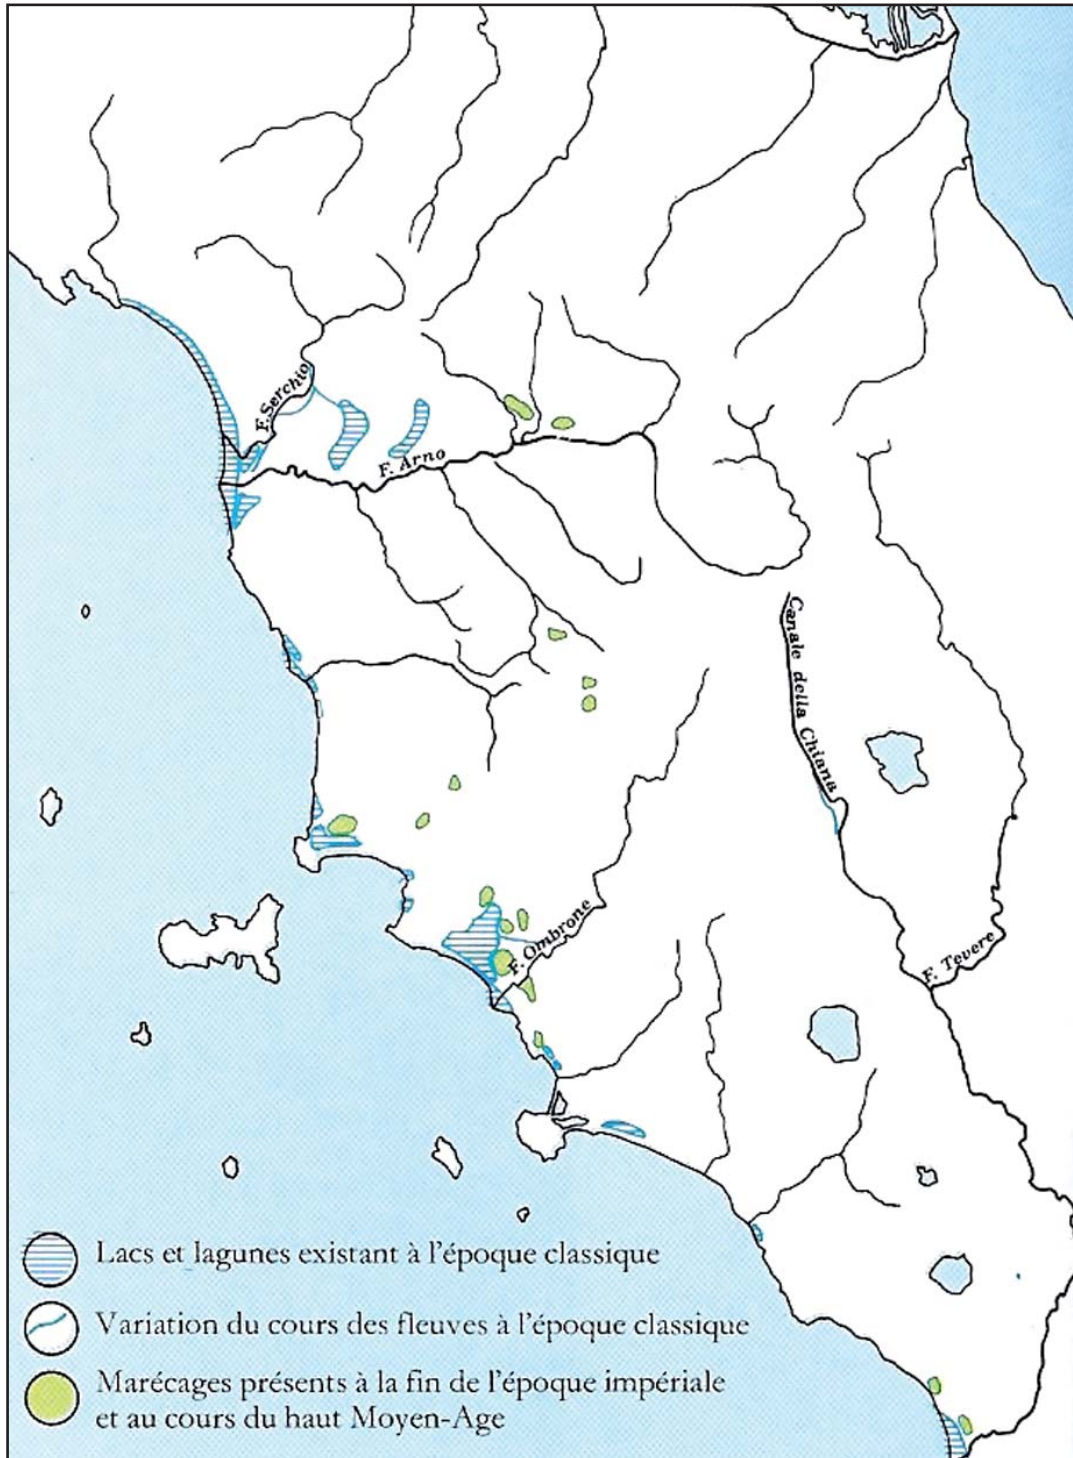 F. Serchio
F. Arno
Canale della Chiana
F. Ombrone
F. Tevere
Lacs et lagunes existant à l'époque classique
Variation du cours des fleuves à l'époque classique
Marécages présents à la fin de l'époque impériale
et au cours du haut Moyen-Age